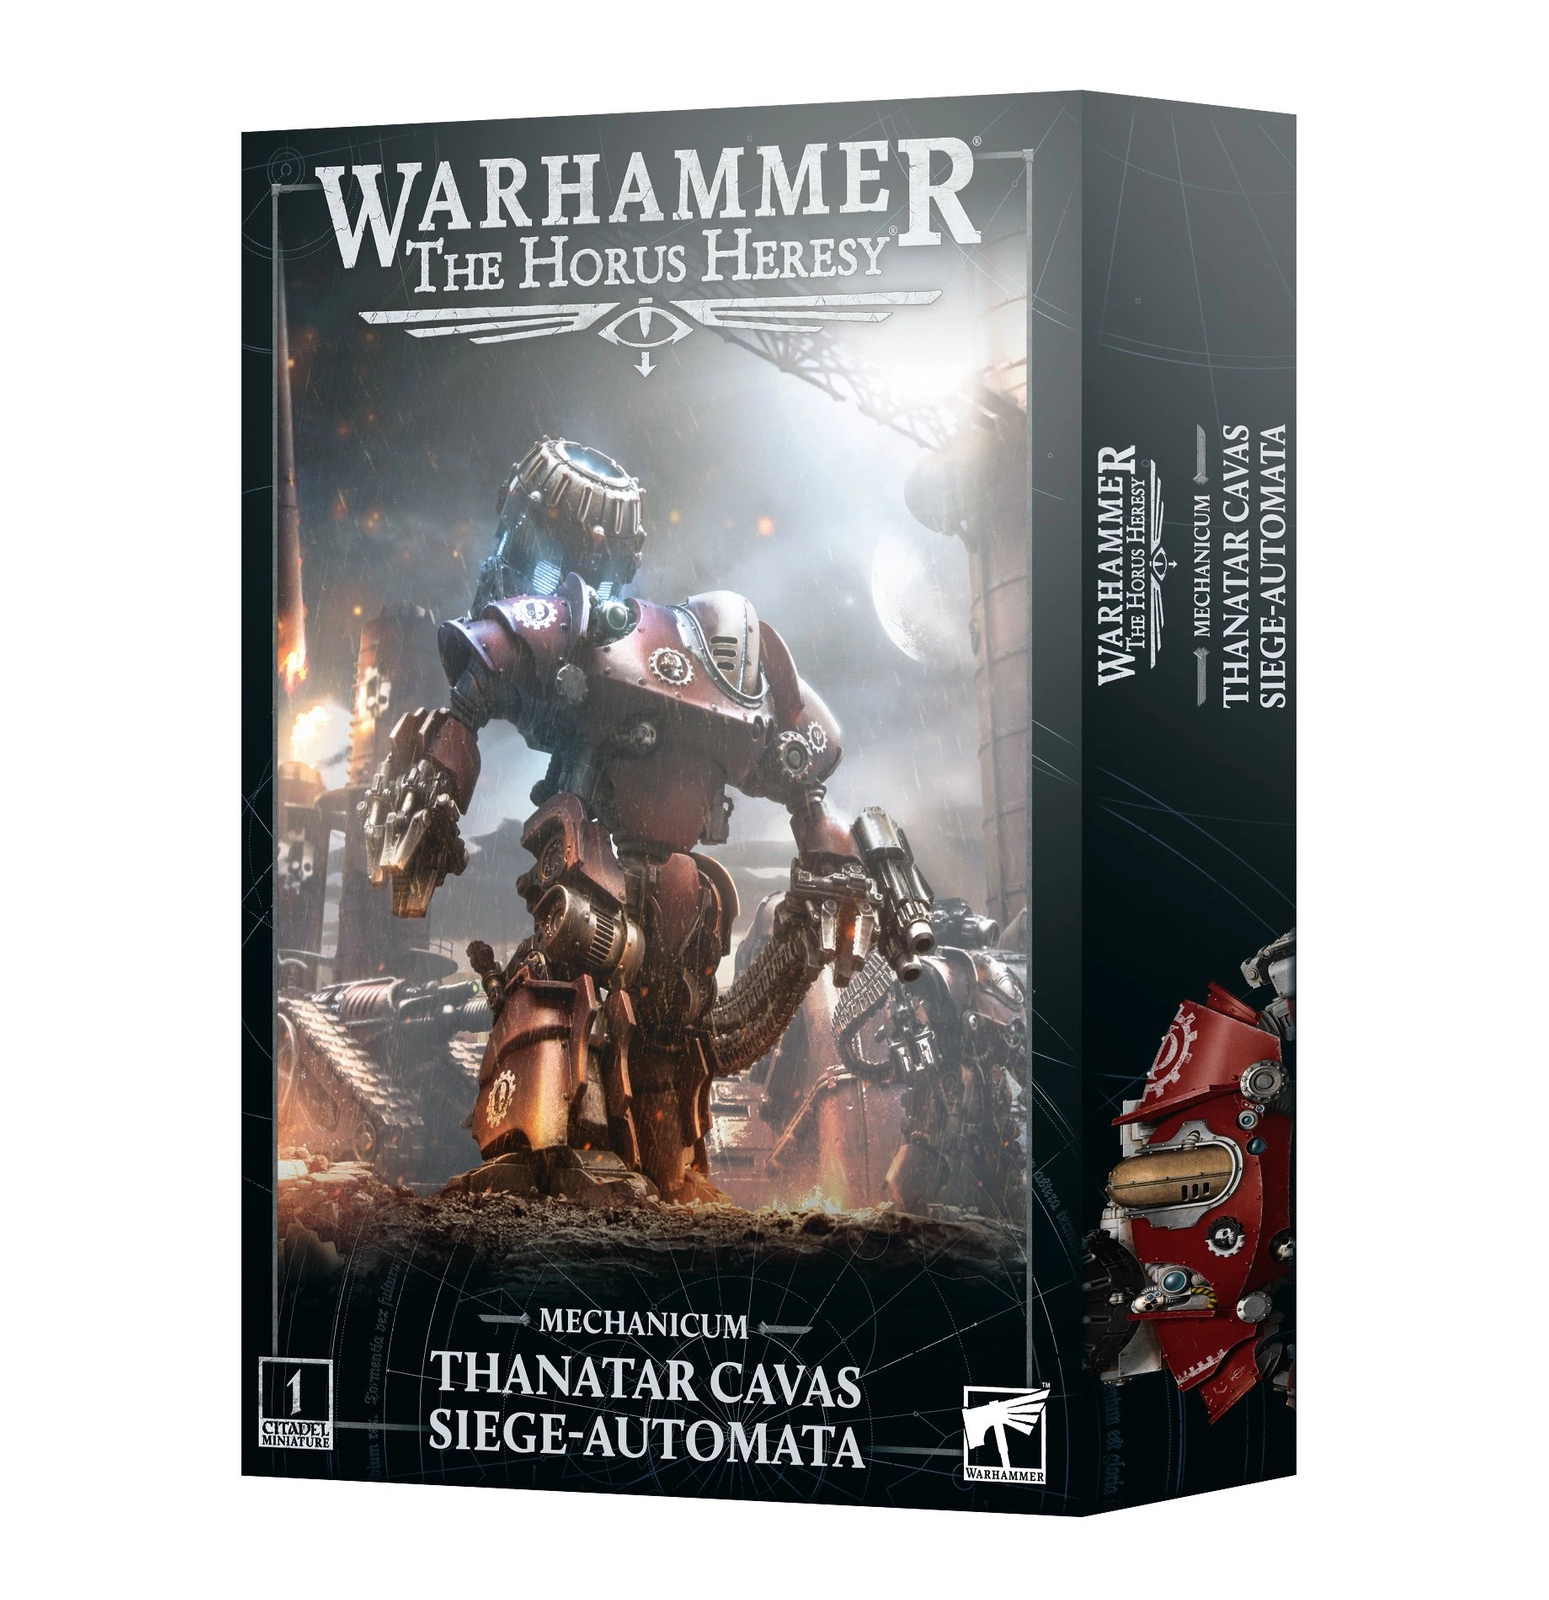 WARHAMMER®
THE HORUS HERESY®
MECHANICUM
THANATAR CAVAS
SIEGE-AUTOMATA
1
CITADEL
MINIATURE
™
WARHAMMER
WARHAMMER
THE HORUS HERESY
MECHANICUM
THANATAR CAVAS
SIEGE-AUTOMATA